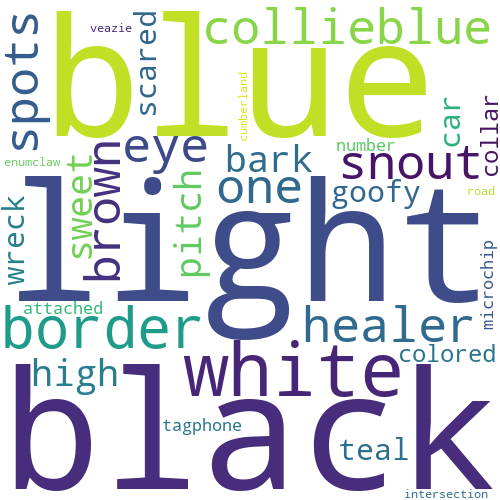 veazie
blue
collieblue
spots
scared
cumberland
car
collar
enumclaw
sweet
brown
eye
bark
number
snout
one
goofy
road
light
pitch
wreck
microchip
attached
border
healer
white
colored
high
black
tagphone
teal
intersection